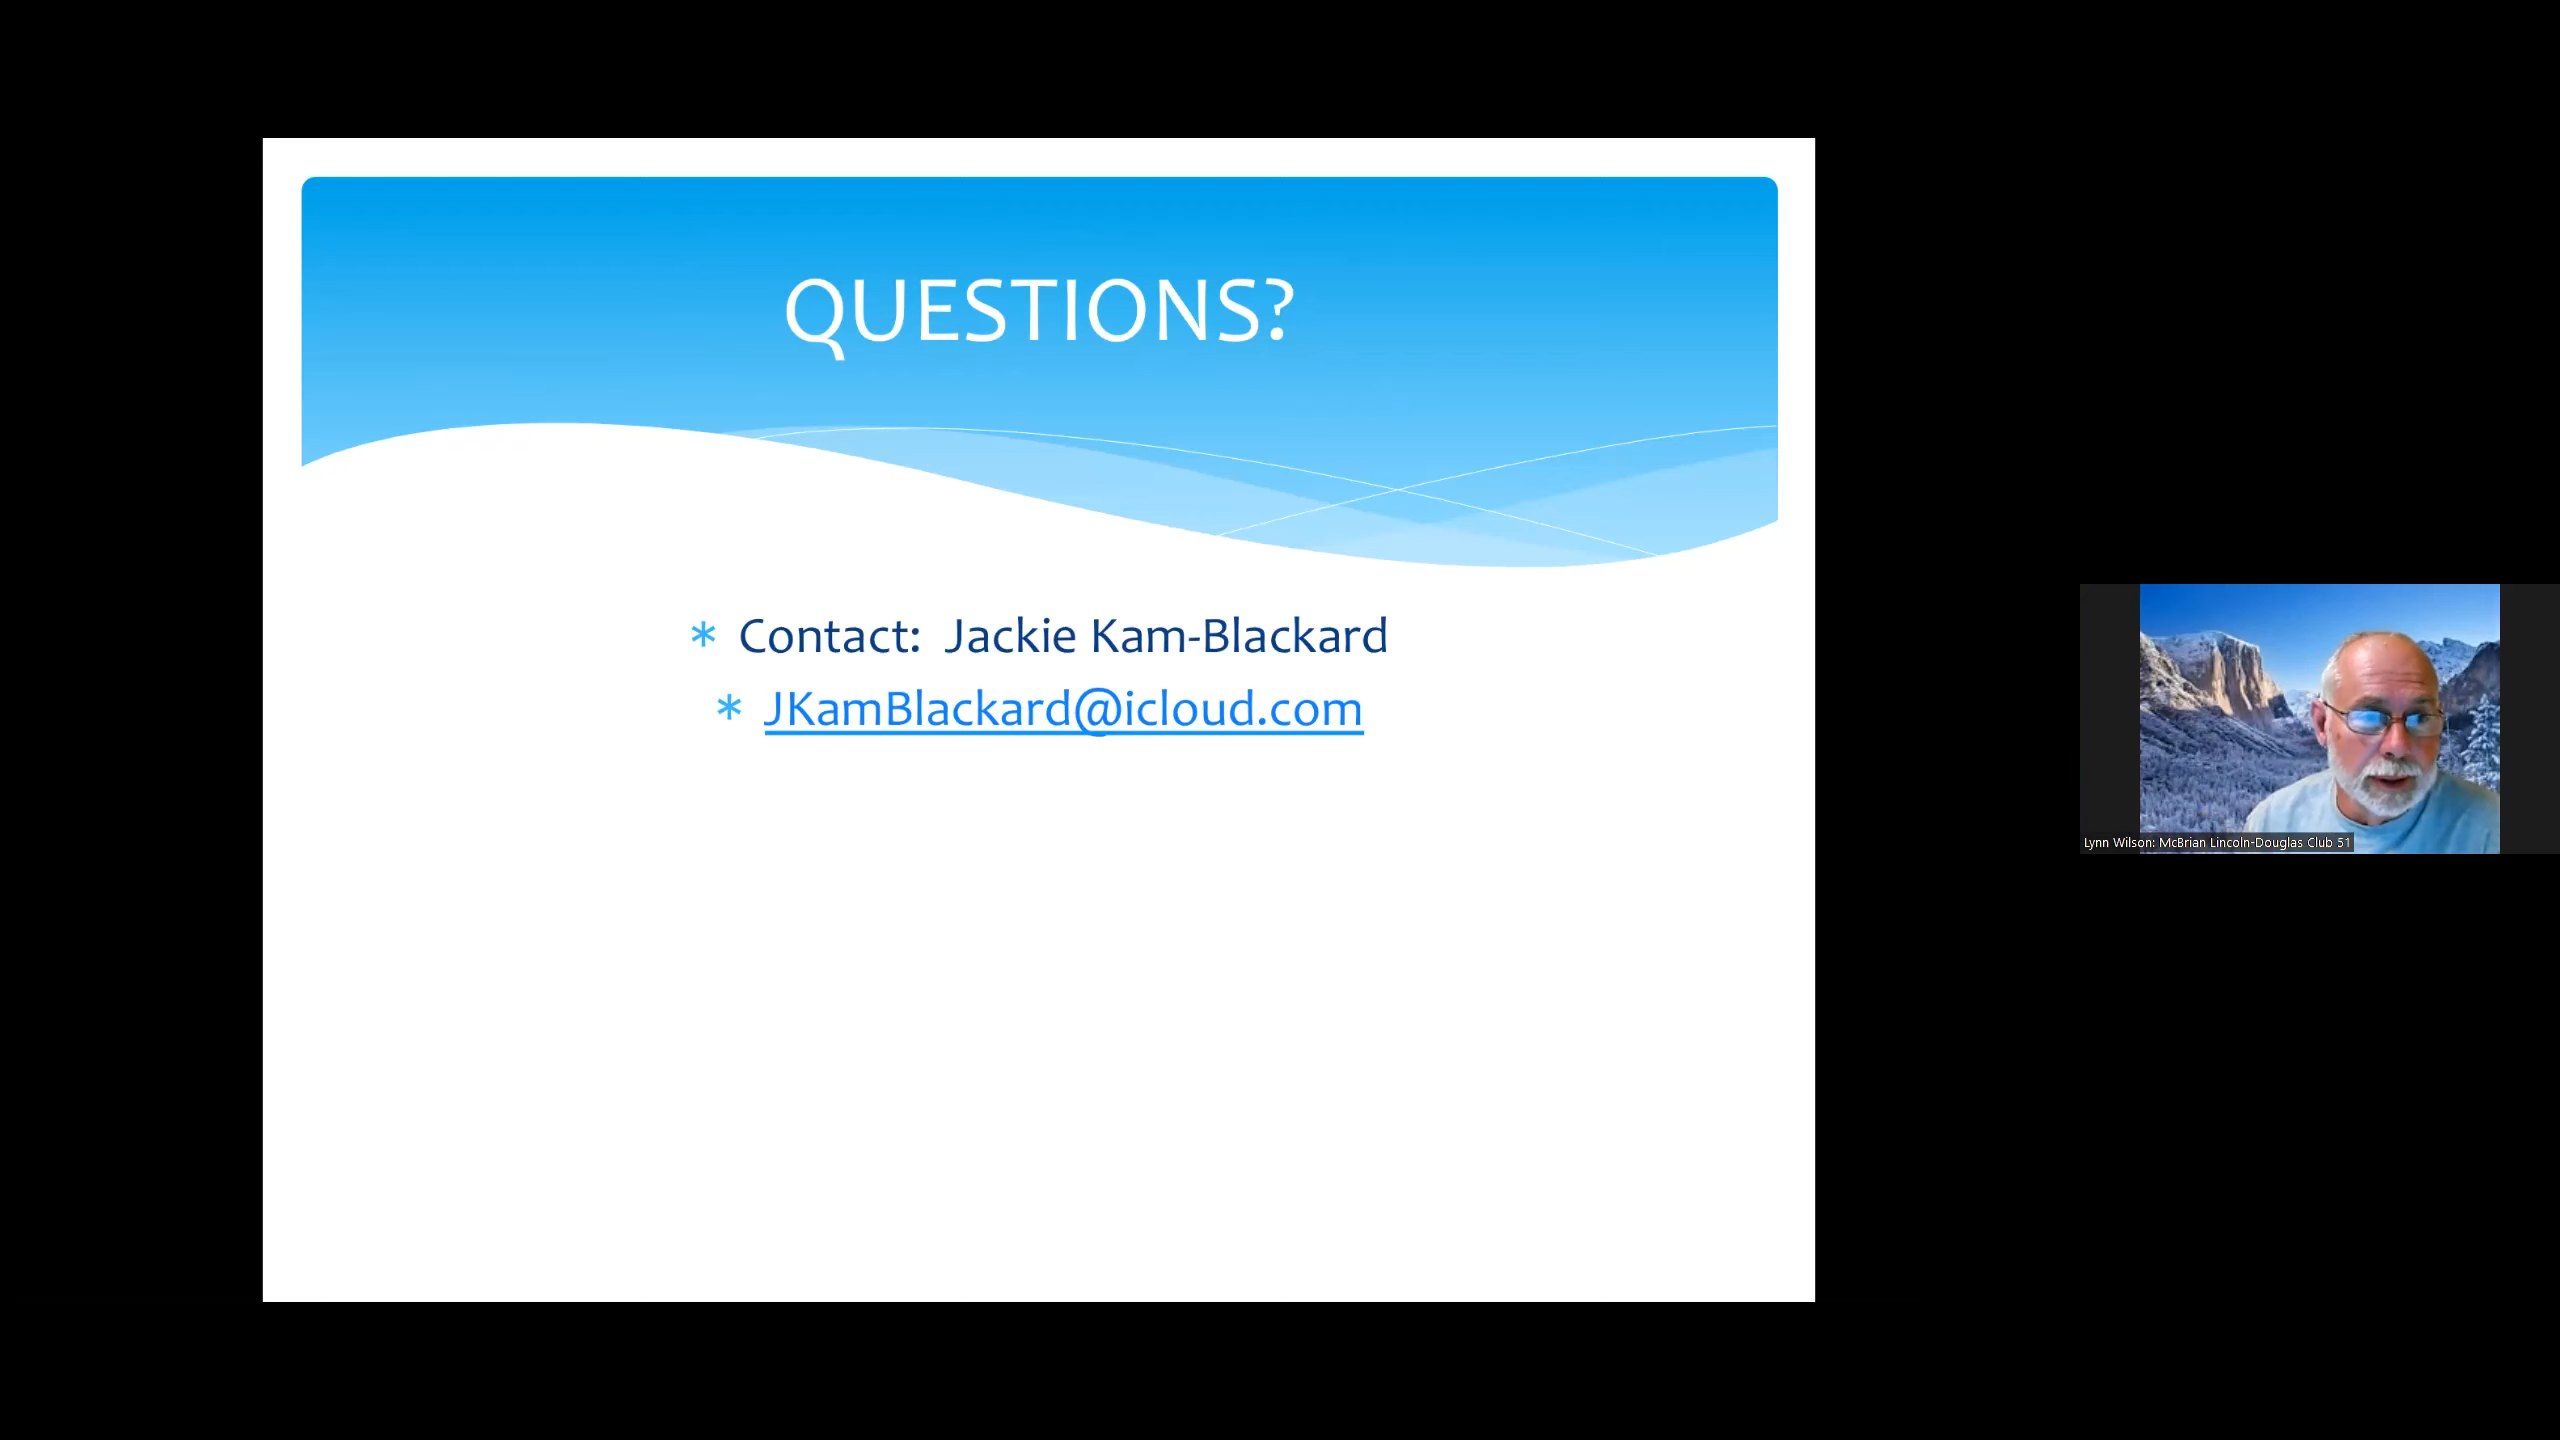 QUESTIONS?
* Contact: Jackie Kam-Blackard
* JKamBlackard@icloud.com
Lynn Wilson: McBrian Lincoln-Douglas Club 51